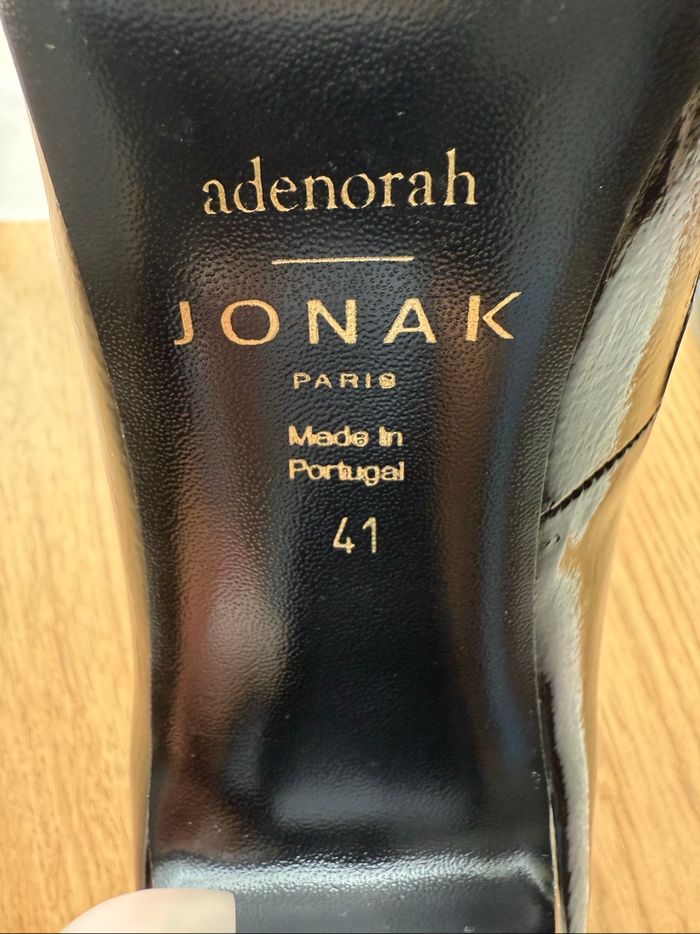 adenorah
JONAK
PARIS
Made In
Portugal
41